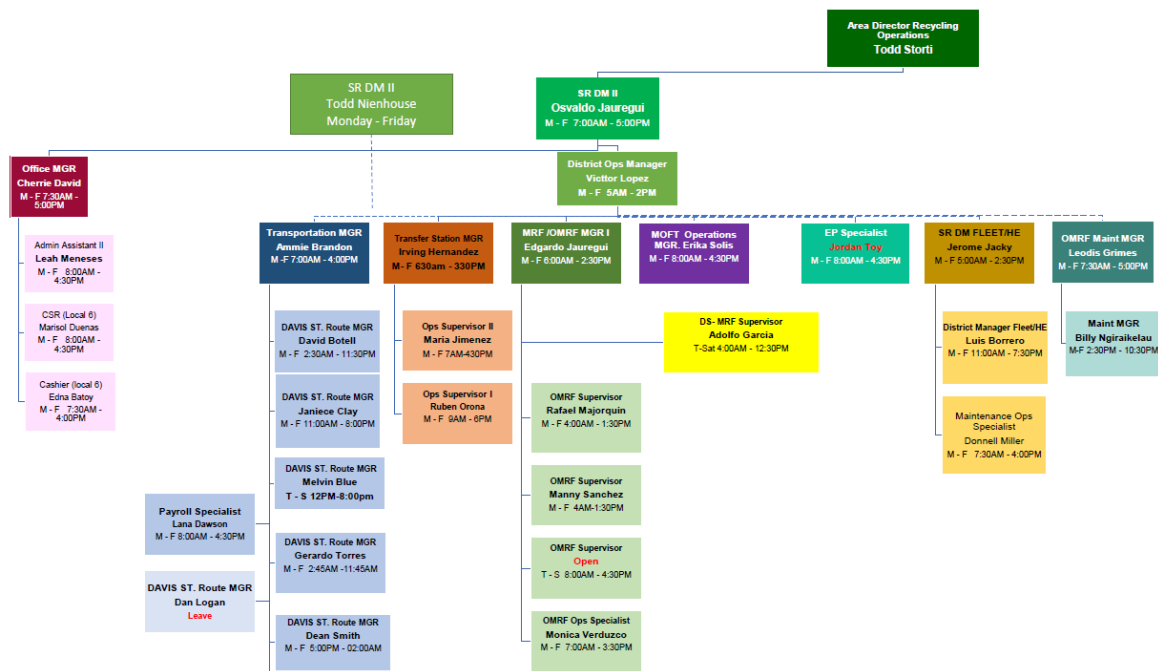 Area Director Recycling
Operations
Todd Storti
SR DM II
Todd Nienhouse
Monday - Friday
SR DM II
Osvaldo Jauregui
M - F 7:00AM - 5:00PM
Office MGR
Cherrie David
M - F 7:30AM -
5:00PM
District Ops Manager
Victtor Lopez
M - F 5AM - 2PM
Admin Assistant II
Leah Meneses
M - F 8:00AM -
4:30PM
CSR (Local 6)
Marisol Duenas
M - F 8:00AM -
4:30PM
Cashier (local 6)
Edna Batoy
M - F 7:30AM -
4:00PM
Transportation MGR
Ammie Brandon
M -F 7:00AM - 4:00PM
Transfer Station MGR
Irving Hernandez
M- F 630am - 330PM
MRF /OMRF MGR I
Edgardo Jauregui
M - F 6:00AM - 2:30PM
MOFT Operations
MGR. Erika Solis
M - F 8:00AM - 4:30PM
EP Specialist
Jordan Toy
M - F 8:00AM - 4:30PM
SR DM FLEET/HE
Jerome Jacky
M - F 5:00AM - 2:30PM
OMRF Maint MGR
Leodis Grimes
M - F 7:30AM - 5:00PM
DAVIS ST. Route MGR
David Botell
M - F 2:30AM - 11:30PM
DAVIS ST. Route MGR
Janiece Clay
M - F 11:00AM - 8:00PM
DAVIS ST. Route MGR
Melvin Blue
T - S 12PM-8:00pm
Payroll Specialist
Lana Dawson
M - F 8:00AM - 4:30PM
DAVIS ST. Route MGR
Gerardo Torres
M - F 2:45AM -11:45AM
DAVIS ST. Route MGR
Dan Logan
Leave
DAVIS ST. Route MGR
Dean Smith
M - F 5:00PM - 02:00AM
Ops Supervisor II
Maria Jimenez
M - F 7AM-430PM
Ops Supervisor I
Ruben Orona
M - F 9AM - 6PM
DS- MRF Supervisor
Adolfo Garcia
T-Sat 4:00AM - 12:30PM
OMRF Supervisor
Rafael Majorquin
M - F 4:00AM - 1:30PM
OMRF Supervisor
Manny Sanchez
M - F 4AM-1:30PM
OMRF Supervisor
Open
T - S 8:00AM - 4:30PM
OMRF Ops Specialist
Monica Verduzco
M - F 7:00AM - 3:30PM
District Manager Fleet/HE
Luis Borrero
M - F 11:00AM - 7:30PM
Maintenance Ops
Specialist
Donnell Miller
M - F 7:30AM - 4:00PM
Maint MGR
Billy Ngiraikelau
M-F 2:30PM - 10:30PM